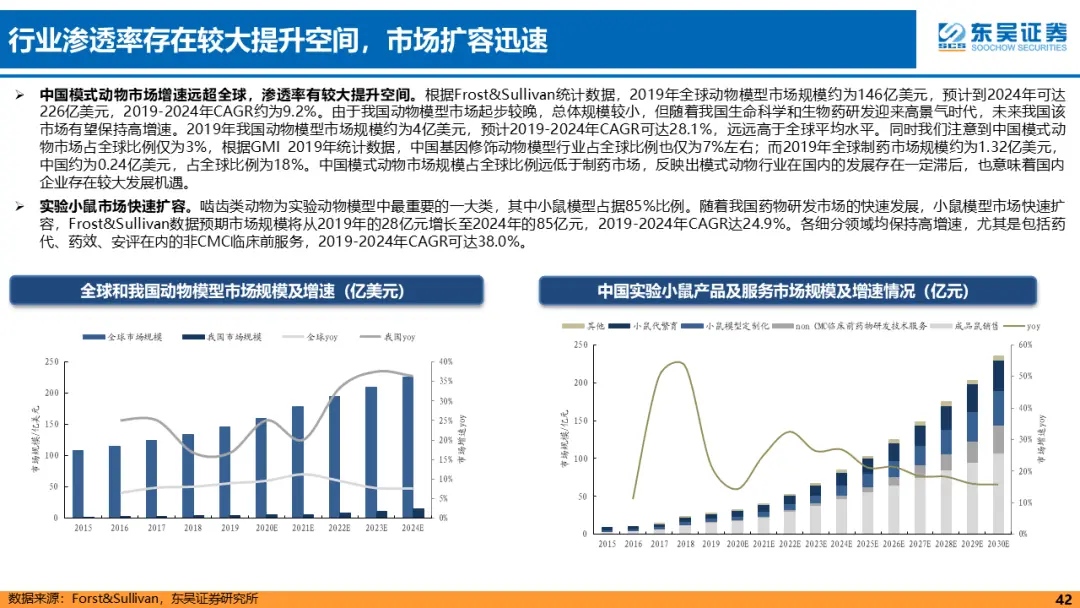 行业渗透率存在较大提升空间，市场扩容迅速
东吴证券
SCS
SOOCHOW SECURITIES
➢ 中国模式动物市场增速远超全球，渗透率有较大提升空间。根据Frost&Sullivan统计数据，2019年全球动物模型市场规模约为146亿美元，预计到2024年可达
226亿美元，2019-2024年CAGR约为9.2%。由于我国动物模型市场起步较晚，总体规模较小，但随着我国生命科学和生物药研发迎来高景气时代，未来我国该
市场有望保持高增速。2019年我国动物模型市场规模约为4亿美元，预计2019-2024年CAGR可达28.1%，远远高于全球平均水平。同时我们注意到中国模式动
物市场占全球比例仅为3%，根据GMI 2019年统计数据，中国基因修饰动物模型行业占全球比例也仅为7%左右；而2019年全球制药市场规模约为1.32亿美元，
中国约为0.24亿美元，占全球比例为18%。中国模式动物市场规模占全球比例远低于制药市场，反映出模式动物行业在国内的发展存在一定滞后，也意味着国内
企业存在较大发展机遇。
➢ 实验小鼠市场快速扩容。啮齿类动物为实验动物模型中最重要的一大类，其中小鼠模型占据85%比例。随着我国药物研发市场的快速发展，小鼠模型市场快速扩
容，Frost&Sullivan数据预期市场规模将从2019年的28亿元增长至2024年的85亿元，2019-2024年CAGR达24.9%。各细分领域均保持高增速，尤其是包括药
代、药效、安评在内的非CMC临床前服务，2019-2024年CAGR可达38.0%。
全球和我国动物模型市场规模及增速（亿美元）
全球市场规模 我国市场规模 全球yoy 我国yoy
市场规模/亿美元
250
200
150
100
50
0
40%
35%
30%
25%
20%
15%
10%
5%
0%
市场增速yoy
2015 2016 2017 2018 2019 2020E 2021E 2022E 2023E 2024E
中国实验小鼠产品及服务市场规模及增速情况（亿元）
其他 小鼠代繁育 小鼠模型定制化 non CMC临床前药物研发技术服务 成品鼠销售 yoy
市场规模/亿元
250
200
150
100
50
0
60%
50%
40%
30%
20%
10%
0%
市场增速yoy
2015 2016 2017 2018 2019 2020E 2021E 2022E 2023E 2024E 2025E 2026E 2027E 2028E 2029E 2030E
数据来源：Forst&Sullivan，东吴证券研究所
42